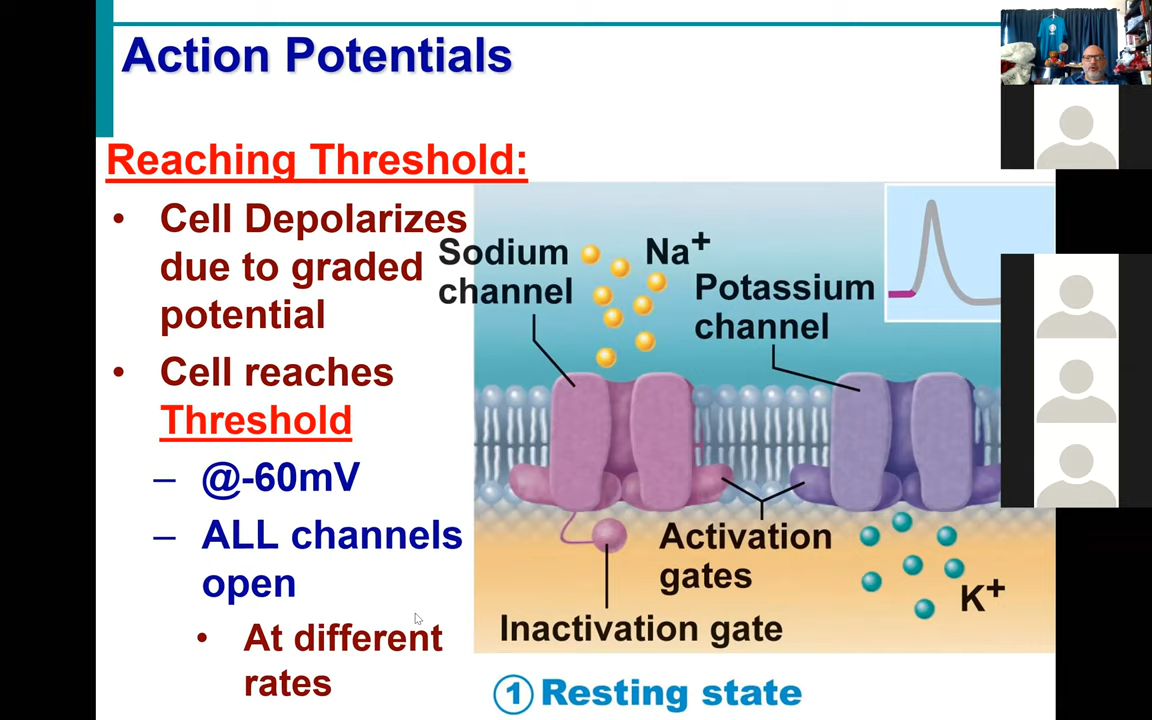 Action Potentials
Reaching Threshold:
• Cell Depolarizes
due to graded
potential
• Cell reaches
Threshold
– @-60mV
– ALL channels
open
• At different
rates
Sodium
channel
Na+
Potassium
channel
Activation
gates
K+
Inactivation gate
1 Resting state